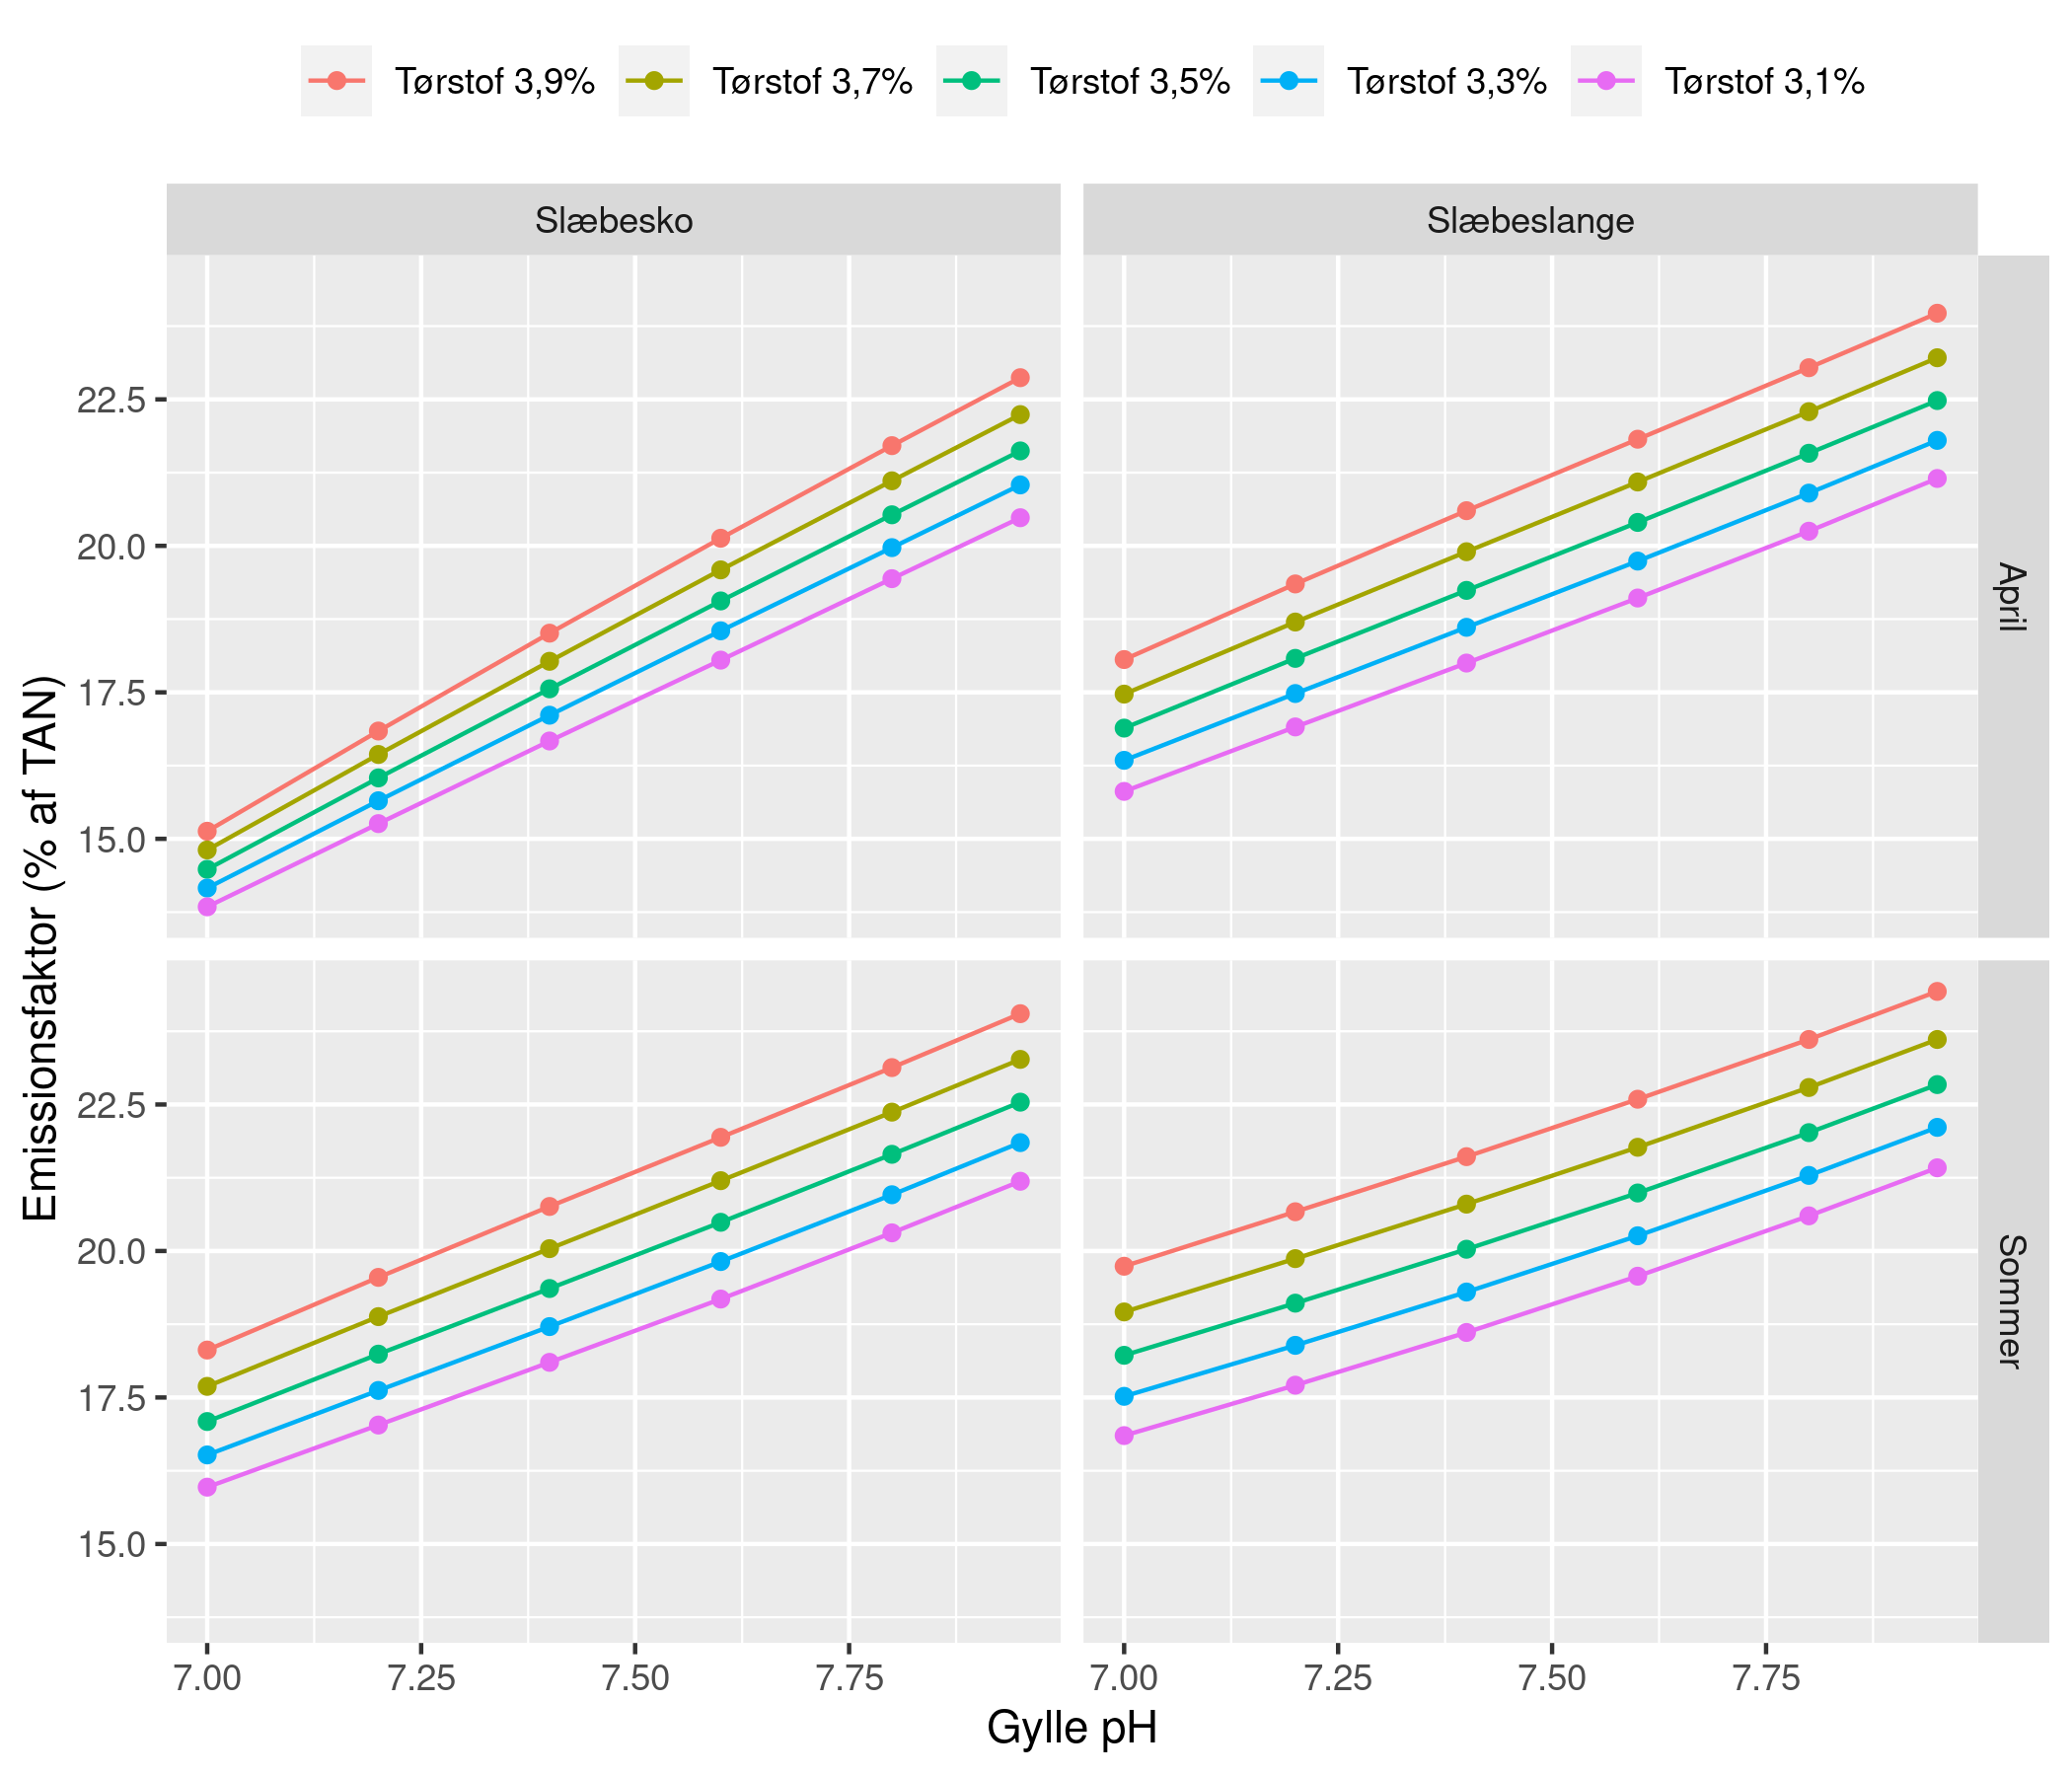 Tørstof 3,9% Tørstof 3,7% Tørstof 3,5% Tørstof 3,3% Tørstof 3,1%
Slæbesko Slæbeslange
Emissionsfaktor (% af TAN)
22.5
20.0
17.5
15.0
April
22.5
20.0
17.5
15.0
Sommer
7.00 7.25 7.50 7.75 7.00 7.25 7.50 7.75
Gylle pH